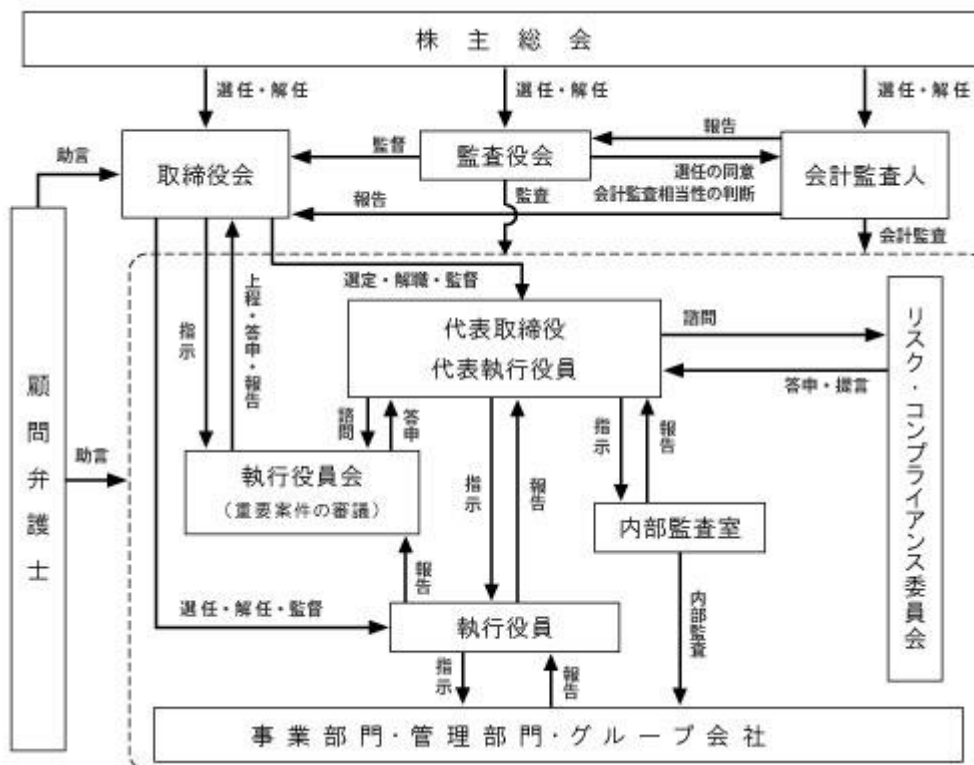 株主総会
選任・解任
選任・解任
選任・解任
助言
取締役会
監督
監査役会
報告
選任の同意
会計監査相当性の判断
会計監査人
報告
監査
会計監査
選定・解職・監督
指示
上程・答申・報告
代表取締役
代表執行役員
諮問
答申・提言
リスク・コンプライアンス委員会
顧問弁護士
助言
諮問
答申
執行役員会
(重要案件の審議)
指示
報告
指示
報告
内部監査室
報告
選任・解任・監督
執行役員
内部監査
指示
報告
事業部門・管理部門・グループ会社